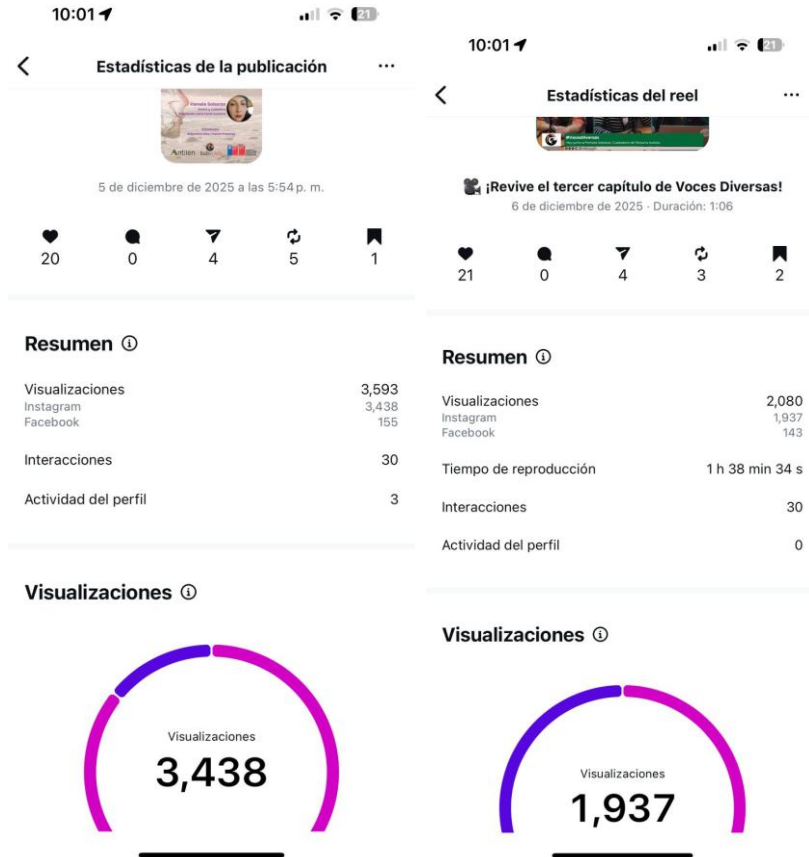 10:01
21
Estadísticas de la publicación
Pamela Sobarzo
5 de diciembre de 2025 a las 5:54 p. m.
20 0 4 5 1
Resumen
Visualizaciones 3,593
Instagram 3,438
Facebook 155
Interacciones 30
Actividad del perfil 3
Visualizaciones
Visualizaciones
3,438
10:01
21
Estadísticas del reel
¡Revive el tercer capítulo de Voces Diversas!
6 de diciembre de 2025 · Duración: 1:06
21 0 4 3 2
Resumen
Visualizaciones 2,080
Instagram 1,937
Facebook 143
Tiempo de reproducción 1 h 38 min 34 s
Interacciones 30
Actividad del perfil 0
Visualizaciones
Visualizaciones
1,937